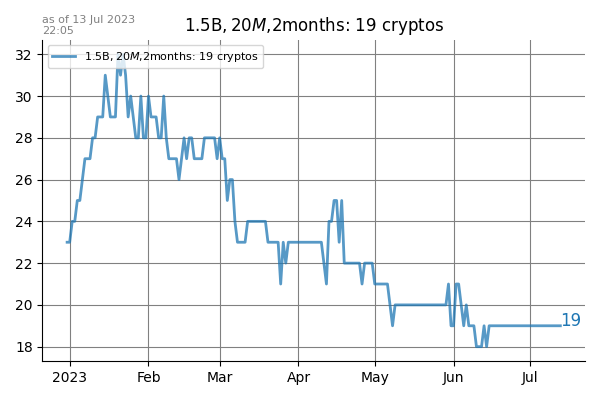 as of 13 Jul 2023
22:05
1.5B, 20M,2months: 19 cryptos
1.5B, 20M,2months: 19 cryptos
32
30
28
26
24
22
20
18
19
2023 Feb Mar Apr May Jun Jul